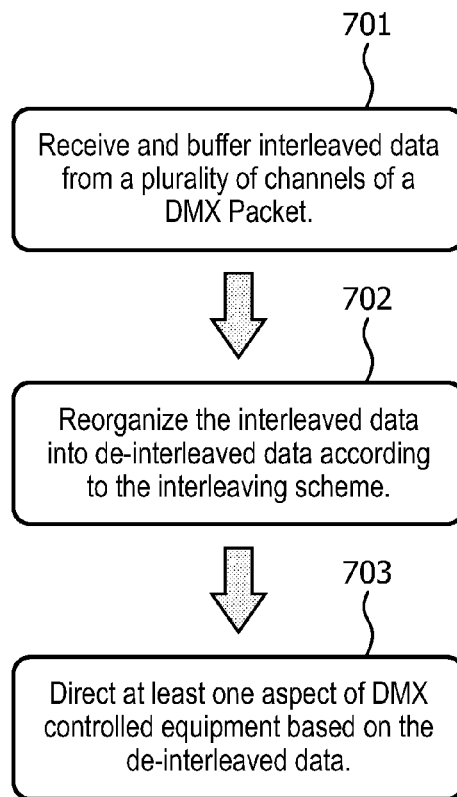 701
Receive and buffer interleaved data
from a plurality of channels of a
DMX Packet.
702
Reorganize the interleaved data
into de-interleaved data according
to the interleaving scheme.
703
Direct at least one aspect of DMX
controlled equipment based on the
de-interleaved data.